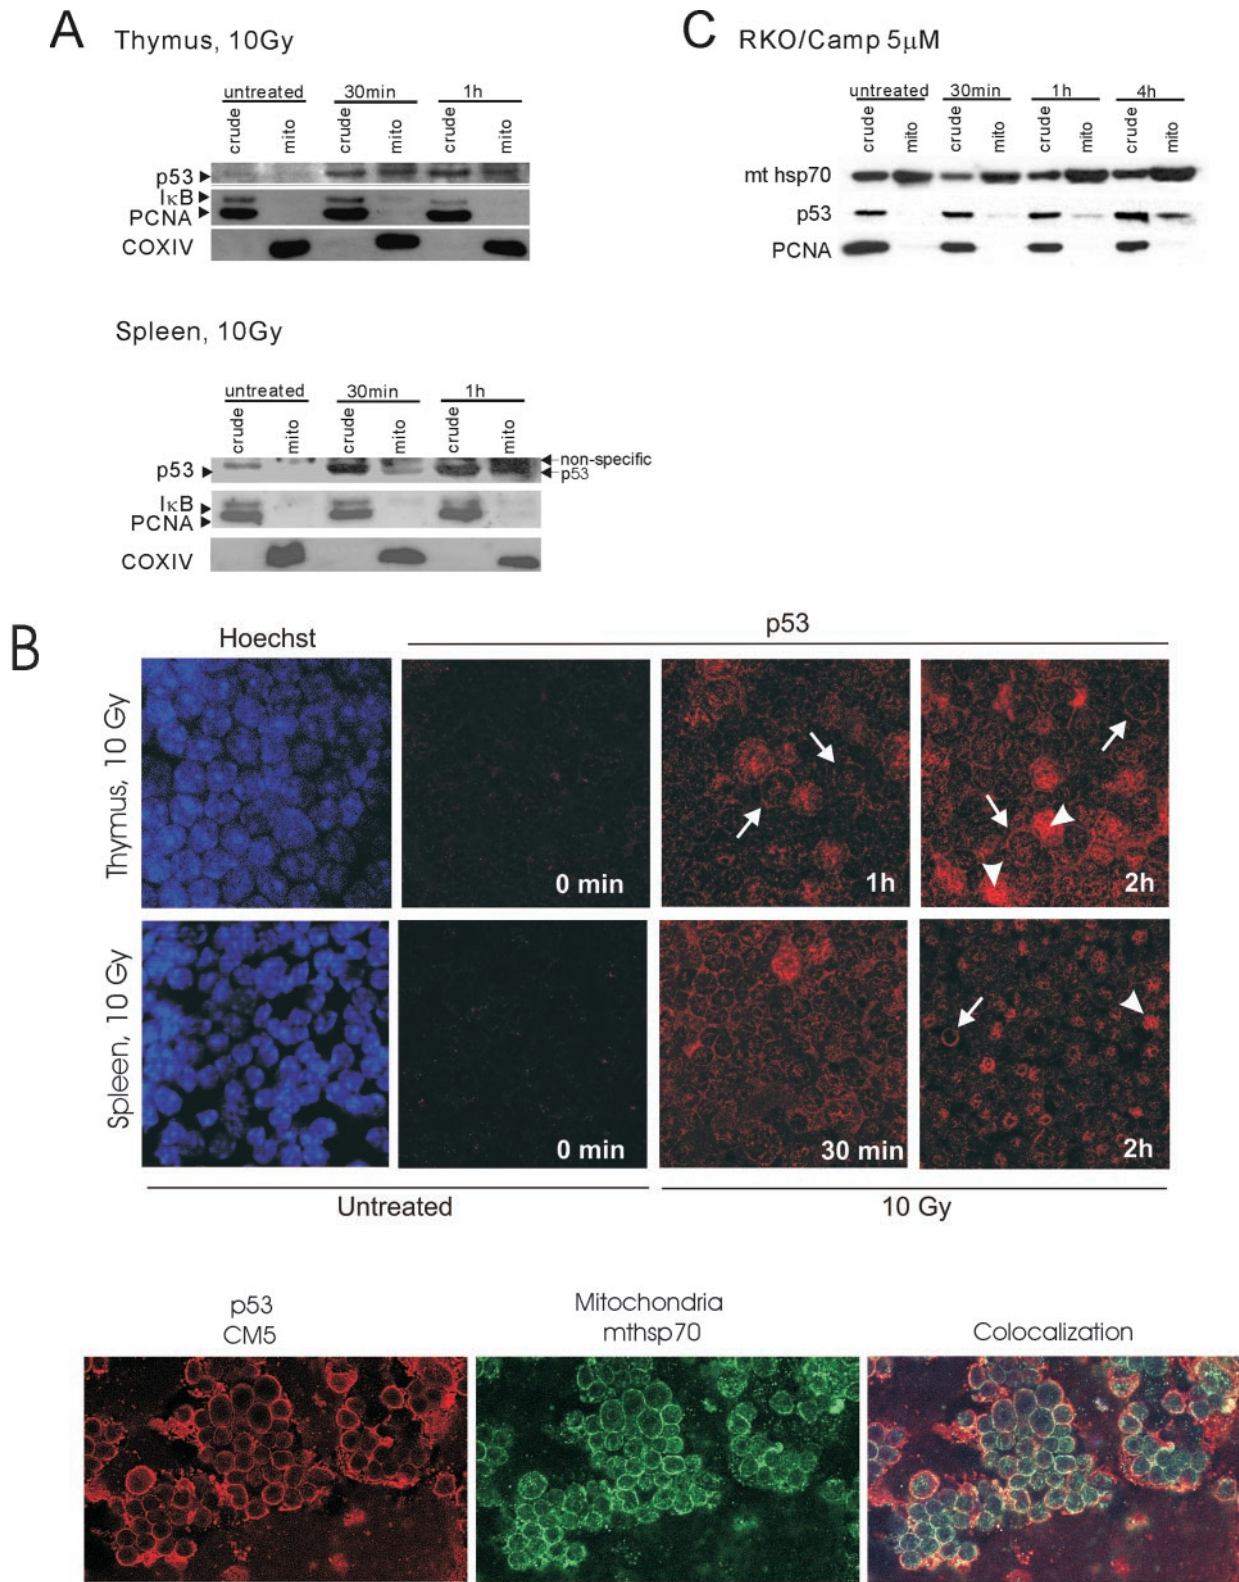 A
Thymus, 10Gy
untreated 30min 1h
crude mito crude mito crude mito
p53
IκB
PCNA
COXIV
Spleen, 10Gy
untreated 30min 1h
crude mito crude mito crude mito
p53
non-specific
p53
IκB
PCNA
COXIV
C
RKO/Camp 5µM
untreated 30min 1h 4h
crude mito crude mito crude mito crude mito
mt hsp70
p53
PCNA
B
Hoechst p53
Thymus, 10 Gy
0 min 1h 2h
Spleen, 10 Gy
0 min 30 min 2h
Untreated 10 Gy
p53
CM5
Mitochondria
mthsp70
Colocalization